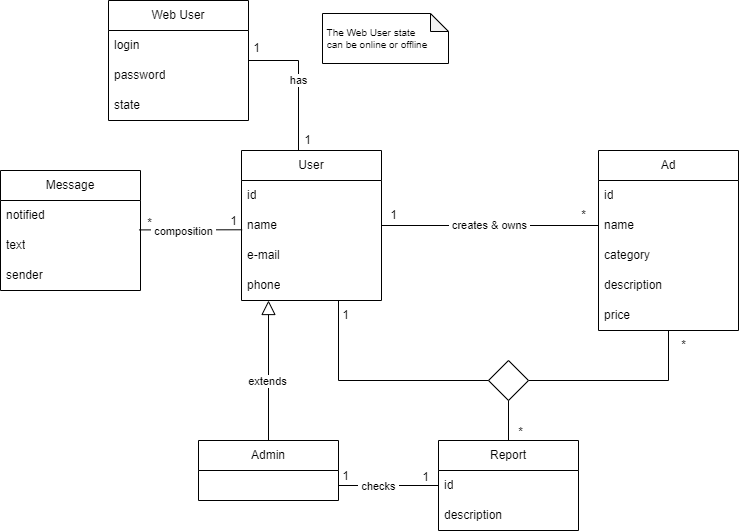 Web User
login
password
state
The Web User state
can be online or offline
1
has
1
User
id
name
e-mail
phone
Ad
id
name
category
description
price
Message
notified
text
sender
*
composition
1
1
creates & owns
*
1
*
extends
*
Admin
1
checks
1
Report
id
description